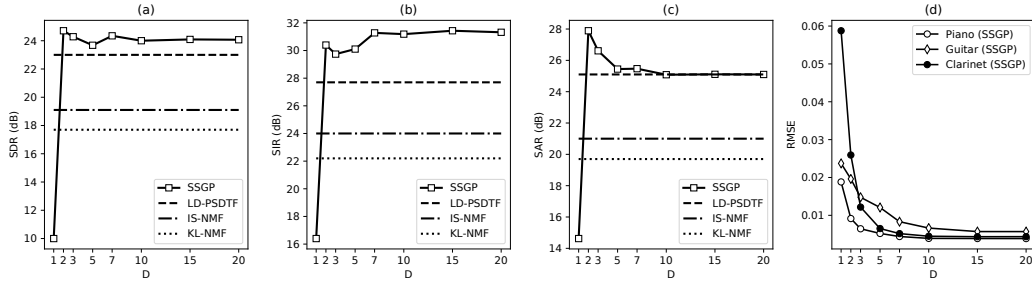 (a)
SDR (dB)
24
22
20
18
16
14
12
10
1 2 3 5 7 10 15 20
D
SSGP
LD-PSDTF
IS-NMF
KL-NMF
(b)
SIR (dB)
32
30
28
26
24
22
20
18
16
1 2 3 5 7 10 15 20
D
SSGP
LD-PSDTF
IS-NMF
KL-NMF
(c)
SAR (dB)
28
26
24
22
20
18
16
14
1 2 3 5 7 10 15 20
D
SSGP
LD-PSDTF
IS-NMF
KL-NMF
(d)
RMSE
0.06
0.05
0.04
0.03
0.02
0.01
1 2 3 5 7 10 15 20
D
Piano (SSGP)
Guitar (SSGP)
Clarinet (SSGP)